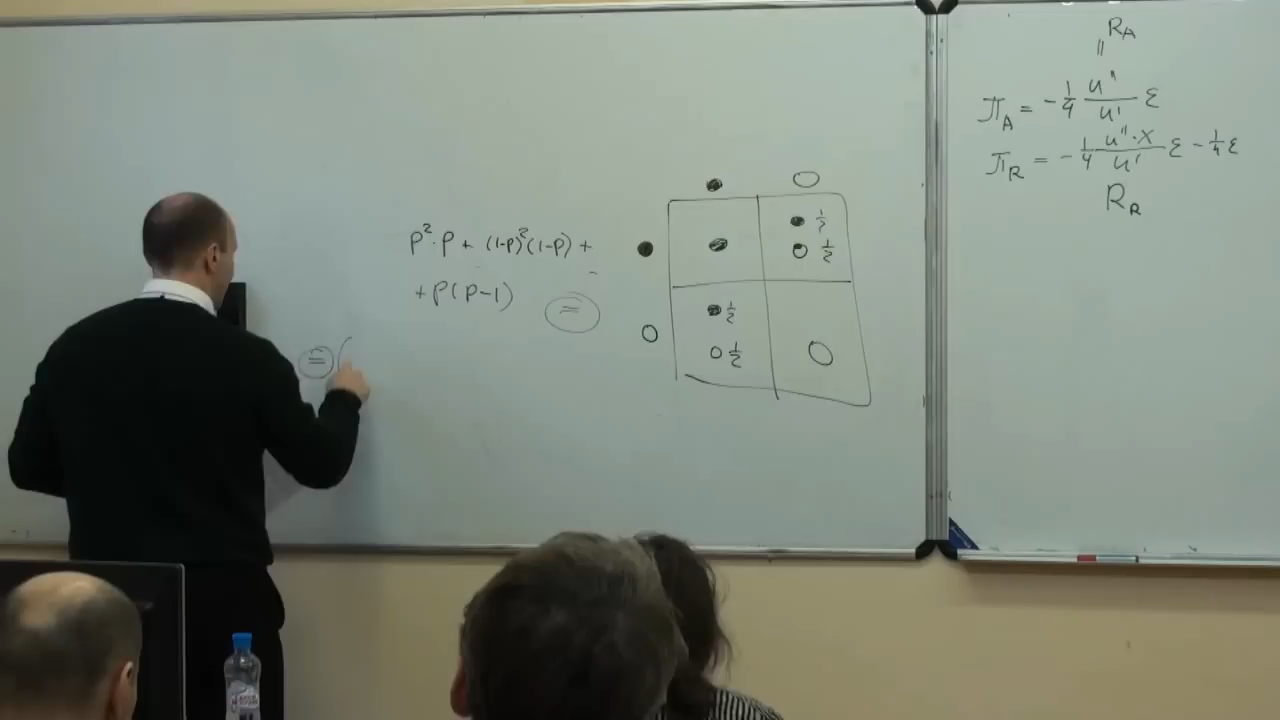 p²·p + (1-p)²(1-p) +
+ p(p-1) =
= (
1/2
1/2
1/2
1/2
R_A
=
π_A = -1/4 u''/u' ε
π_R = -1/4 u''·x/u' ε - 1/4 ε
R_R